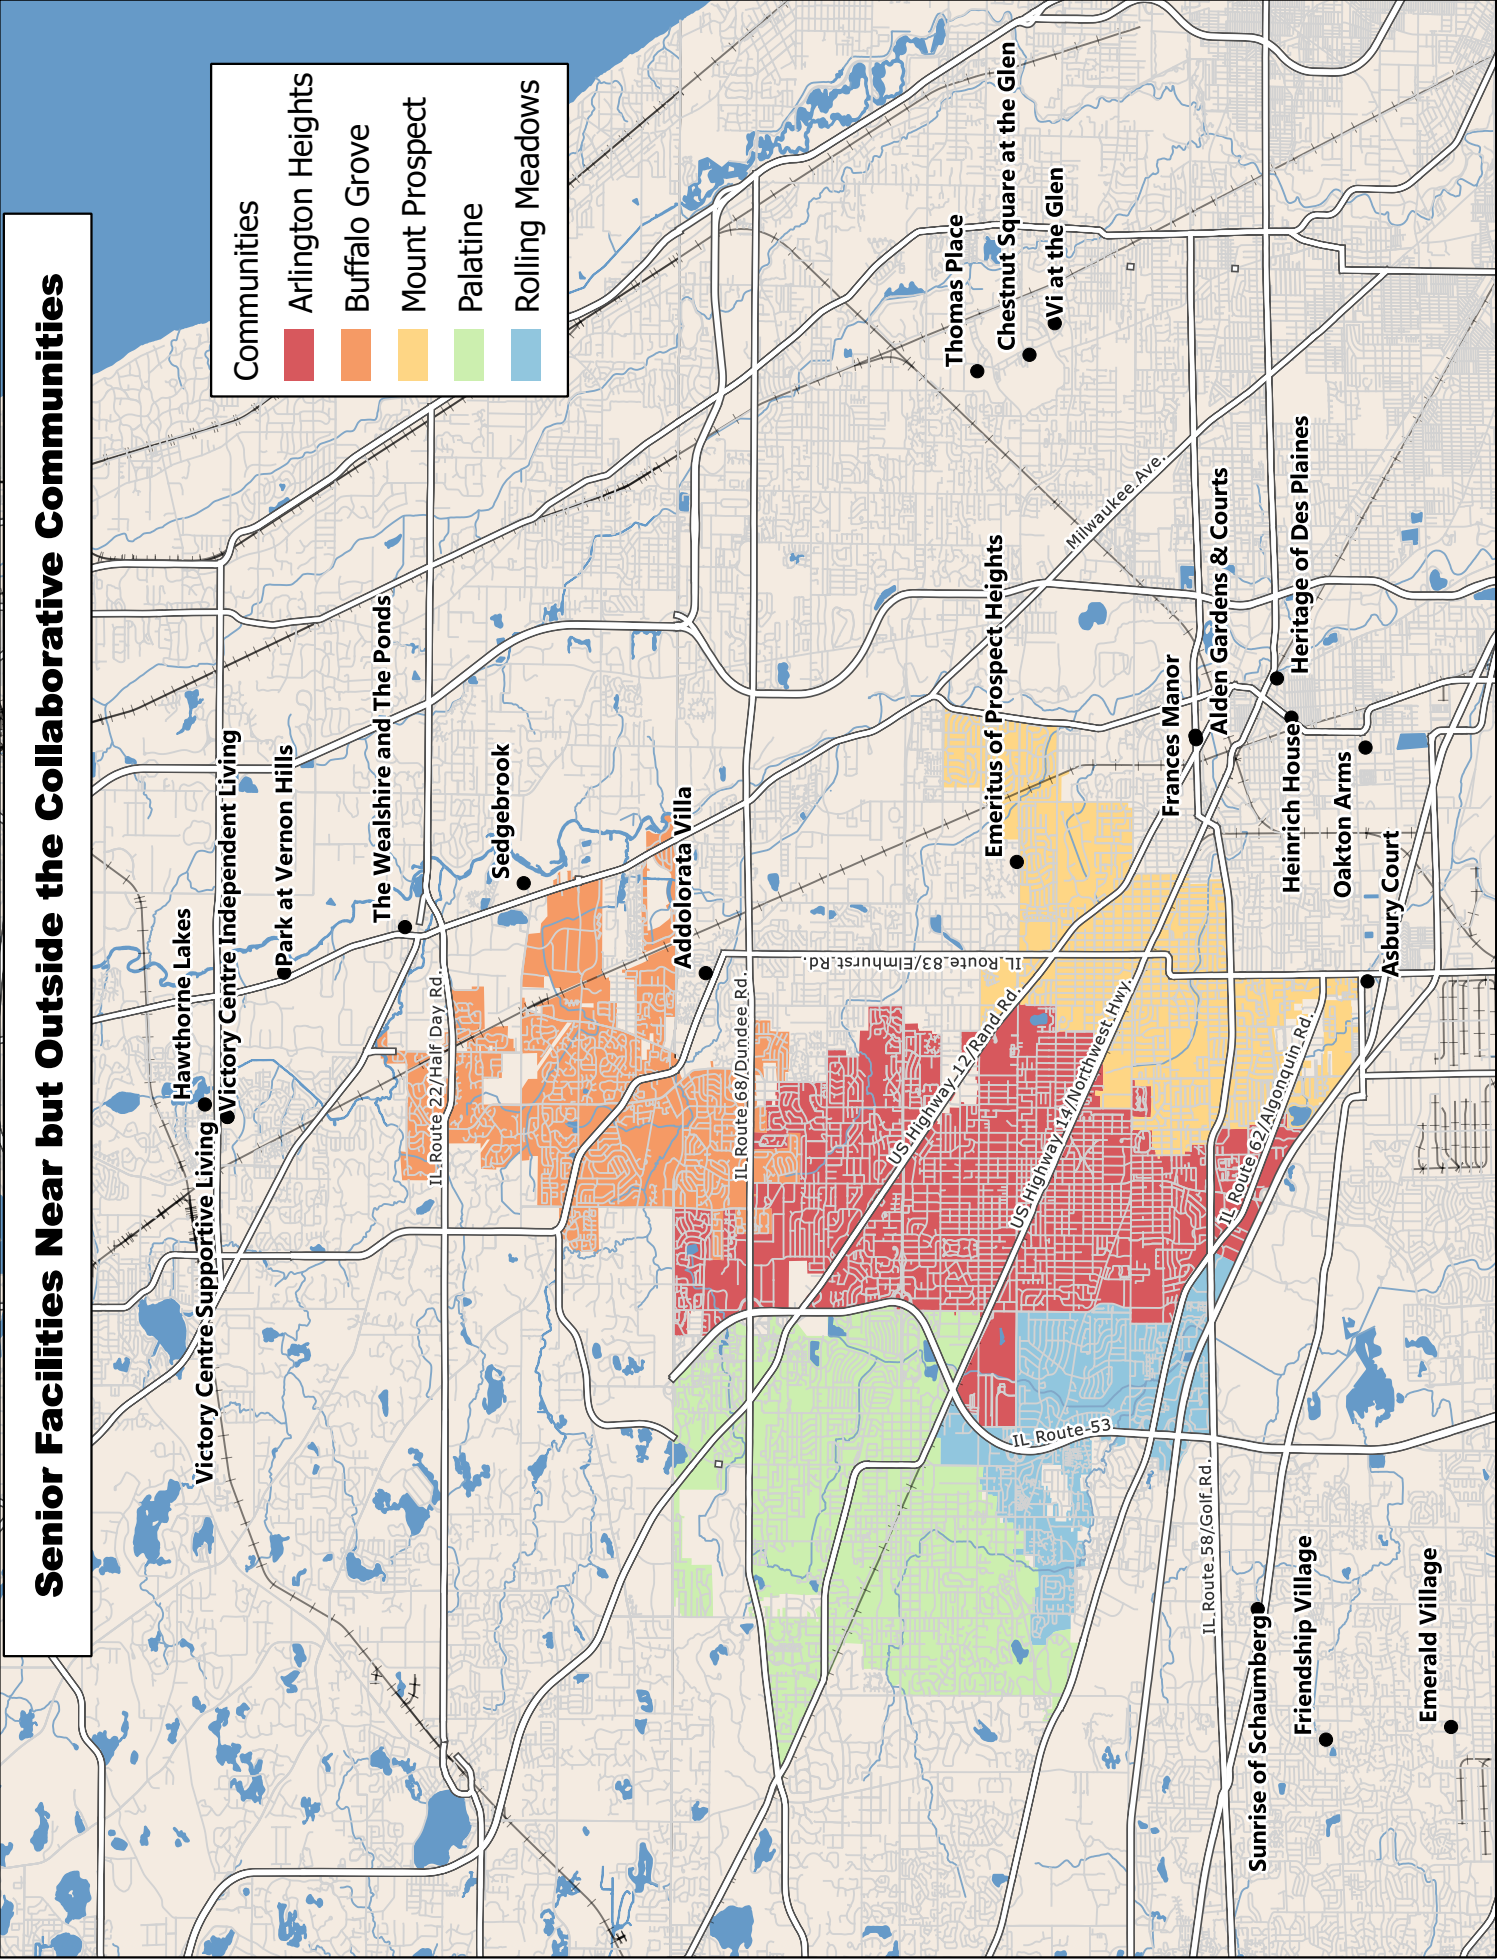 Senior Facilities Near but Outside the Collaborative Communities
Communities
Arlington Heights
Buffalo Grove
Mount Prospect
Palatine
Rolling Meadows
Hawthorne Lakes
Victory Centre Supportive Living
Victory Centre Independent Living
Park at Vernon Hills
The Wealshire and The Ponds
Sedgebrook
Addolorata Villa
IL Route 22/Half Day Rd.
IL Route 68/Dundee Rd.
IL Route 83/Elmhurst Rd.
US Highway 12/Rand Rd.
US Highway 14/Northwest Hwy.
IL Route 53
IL Route 62/Algonquin Rd.
IL Route 58/Golf Rd.
Milwaukee Ave.
Thomas Place
Chestnut Square at the Glen
Vi at the Glen
Emeritus of Prospect Heights
Frances Manor
Alden Gardens & Courts
Heritage of Des Plaines
Heinrich House
Oakton Arms
Asbury Court
Sunrise of Schaumberg
Friendship Village
Emerald Village